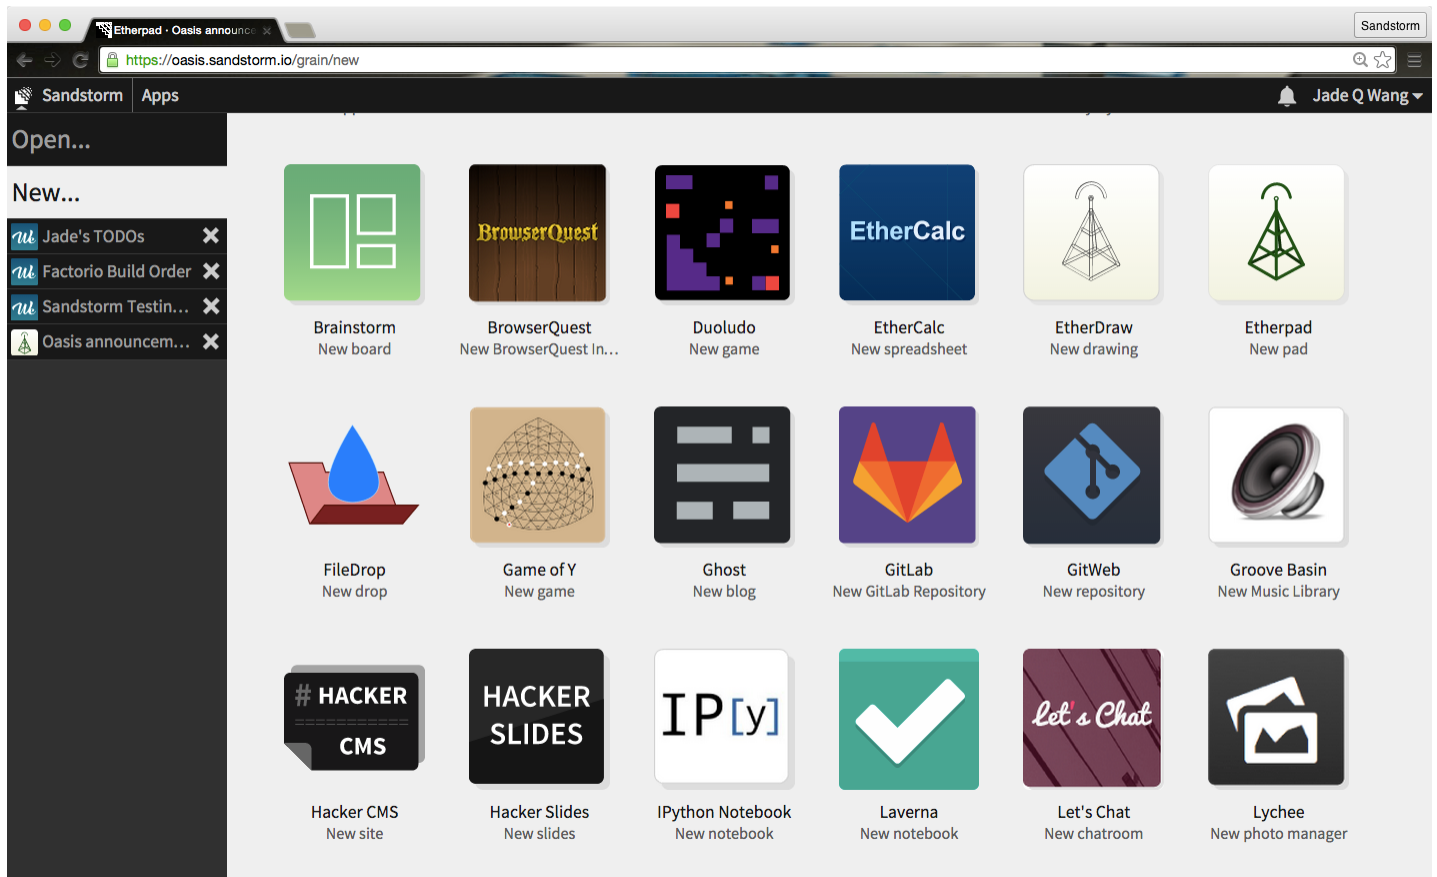 Etherpad · Oasis announce
Sandstorm
https://oasis.sandstorm.io/grain/new
Sandstorm
Apps
Jade Q Wang
Open...
New...
Jade's TODOs
Factorio Build Order
Sandstorm Testin...
Oasis announcem...
BrowserQuest
EtherCalc
Brainstorm
New board
BrowserQuest
New BrowserQuest In...
Duoludo
New game
EtherCalc
New spreadsheet
EtherDraw
New drawing
Etherpad
New pad
FileDrop
New drop
Game of Y
New game
Ghost
New blog
GitLab
New GitLab Repository
GitWeb
New repository
Groove Basin
New Music Library
# HACKER
CMS
HACKER
SLIDES
IP[y]
Let's Chat
Hacker CMS
New site
Hacker Slides
New slides
IPython Notebook
New notebook
Laverna
New notebook
Let's Chat
New chatroom
Lychee
New photo manager